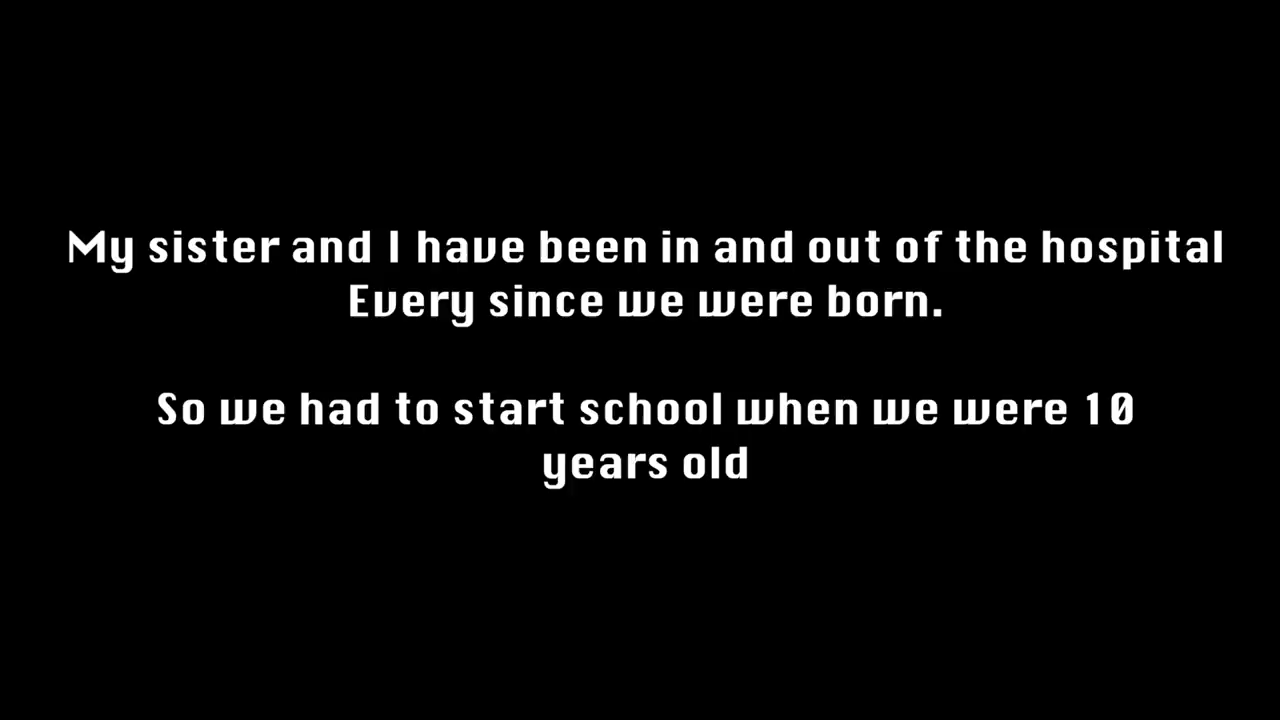 My sister and I have been in and out of the hospital
Every since we were born.
So we had to start school when we were 10
years old